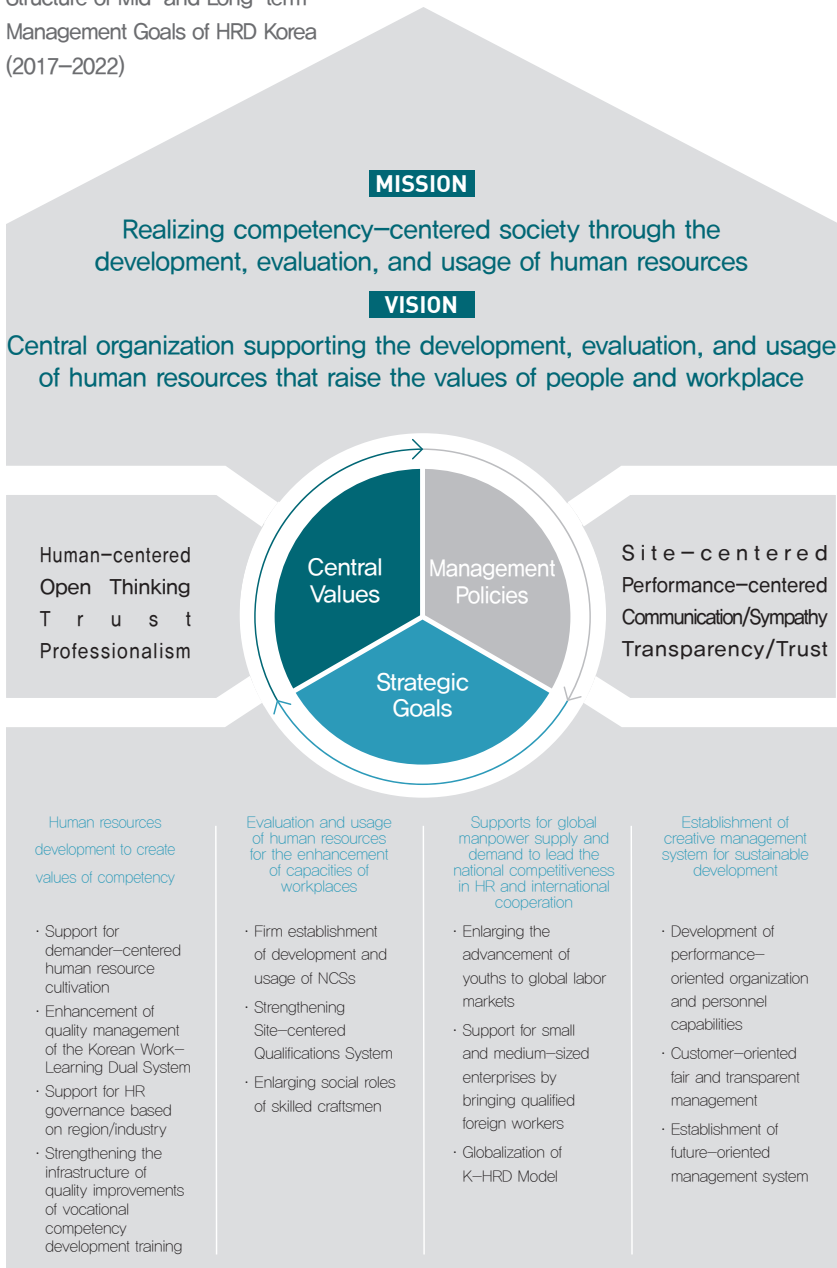 Structure of Mid- and Long-term
Management Goals of HRD Korea
(2017-2022)
MISSION
Realizing competency-centered society through the
development, evaluation, and usage of human resources
VISION
Central organization supporting the development, evaluation, and usage
of human resources that raise the values of people and workplace
Human-centered
Open Thinking
Trust
Professionalism
Central
Values
Management
Policies
Strategic
Goals
Site-centered
Performance-centered
Communication/Sympathy
Transparency/Trust
Human resources
development to create
values of competency
· Support for
demander-centered
human resource
cultivation
· Enhancement of
quality management
of the Korean Work-
Learning Dual System
· Support for HR
governance based
on region/industry
· Strengthening the
infrastructure of
quality improvements
of vocational
competency
development training
Evaluation and usage
of human resources
for the enhancement
of capacities of
workplaces
· Firm establishment
of development and
usage of NCSs
· Strengthening
Site-centered
Qualifications System
· Enlarging social roles
of skilled craftsmen
Supports for global
manpower supply and
demand to lead the
national competitiveness
in HR and international
cooperation
· Enlarging the
advancement of
youths to global labor
markets
· Support for small
and medium-sized
enterprises by
bringing qualified
foreign workers
· Globalization of
K-HRD Model
Establishment of
creative management
system for sustainable
development
· Development of
performance-
oriented organization
and personnel
capabilities
· Customer-oriented
fair and transparent
management
· Establishment of
future-oriented
management system